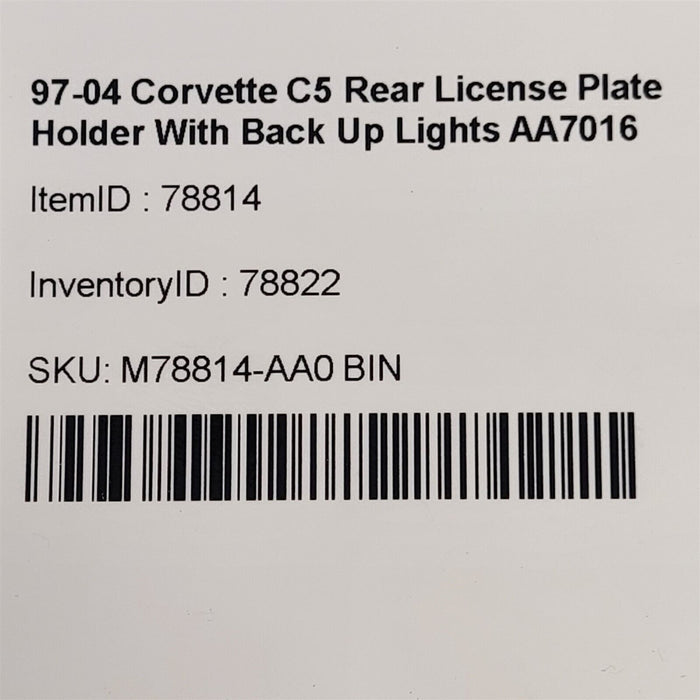 97-04 Corvette C5 Rear License Plate
Holder With Back Up Lights AA7016
ItemID : 78814
InventoryID : 78822
SKU: M78814-AA0 BIN